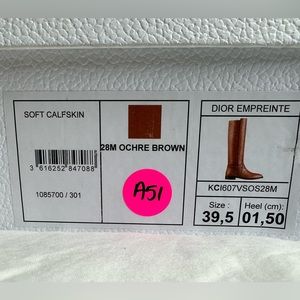 SOFT CALFSKIN
3 616252 847088
1085700 / 301
28M OCHRE BROWN
A51
DIOR EMPREINTE
KCI607VSOS28M
Size :
39,5
Heel (cm):
01,50